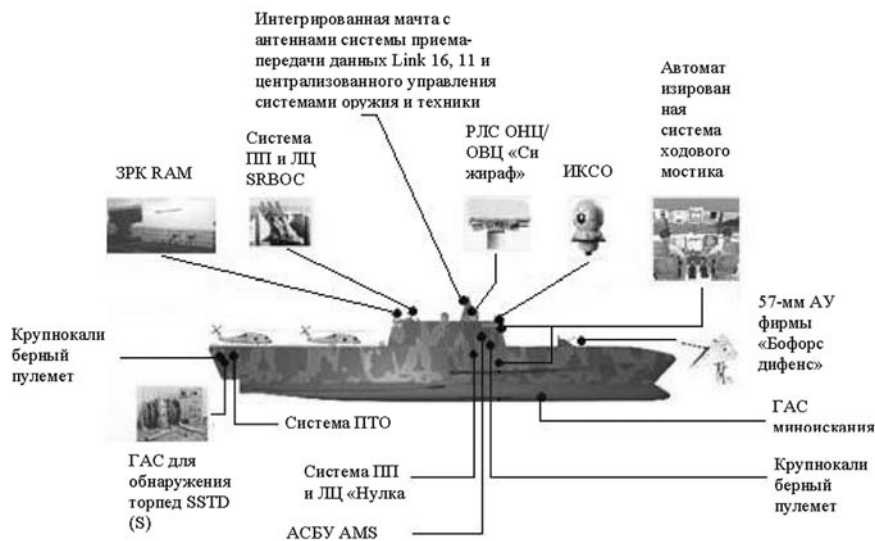 Интегрированная мачта с
антеннами системы приема-
передачи данных Link 16, 11 и
централизованного управления
системами оружия и техники
Автомат
изирован
ная
система
ходового
мостика
Система
ПП и ЛЦ
SRBOC
РЛС ОНЦ/
ОВЦ «Си
жираф»
ЗРК RAM
ИКСО
57-мм АУ
фирмы
«Бофорс
дифенс»
Крупнокали
берный
пулемет
ГАС
миноискания
Система ПТО
ГАС для
обнаружения
торпед SSTD
(S)
Система ПП
и ЛЦ «Нулка
Крупнокали
берный
пулемет
АСБУ AMS